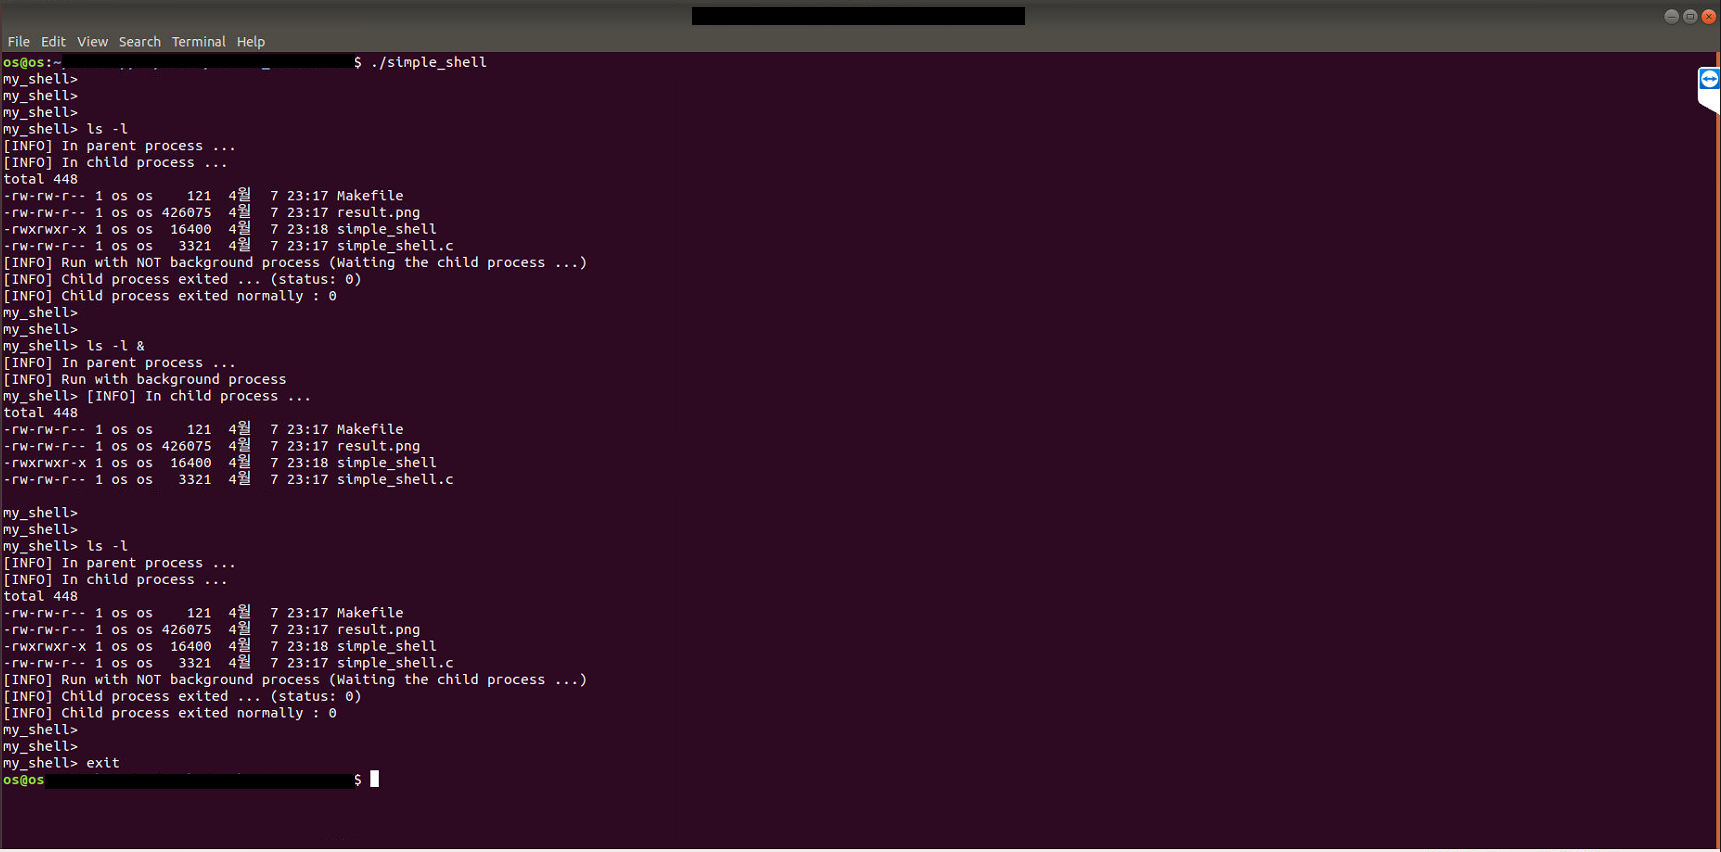 File Edit View Search Terminal Help
os@os:~$ ./simple_shell
my_shell>
my_shell>
my_shell>
my_shell> ls -l
[INFO] In parent process ...
[INFO] In child process ...
total 448
-rw-rw-r-- 1 os os    121  4월  7 23:17 Makefile
-rw-rw-r-- 1 os os 426075  4월  7 23:17 result.png
-rwxrwxr-x 1 os os  16400  4월  7 23:18 simple_shell
-rw-rw-r-- 1 os os   3321  4월  7 23:17 simple_shell.c
[INFO] Run with NOT background process (Waiting the child process ...)
[INFO] Child process exited ... (status: 0)
[INFO] Child process exited normally : 0
my_shell>
my_shell>
my_shell> ls -l &
[INFO] In parent process ...
[INFO] Run with background process
my_shell> [INFO] In child process ...
total 448
-rw-rw-r-- 1 os os    121  4월  7 23:17 Makefile
-rw-rw-r-- 1 os os 426075  4월  7 23:17 result.png
-rwxrwxr-x 1 os os  16400  4월  7 23:18 simple_shell
-rw-rw-r-- 1 os os   3321  4월  7 23:17 simple_shell.c
my_shell>
my_shell>
my_shell> ls -l
[INFO] In parent process ...
[INFO] In child process ...
total 448
-rw-rw-r-- 1 os os    121  4월  7 23:17 Makefile
-rw-rw-r-- 1 os os 426075  4월  7 23:17 result.png
-rwxrwxr-x 1 os os  16400  4월  7 23:18 simple_shell
-rw-rw-r-- 1 os os   3321  4월  7 23:17 simple_shell.c
[INFO] Run with NOT background process (Waiting the child process ...)
[INFO] Child process exited ... (status: 0)
[INFO] Child process exited normally : 0
my_shell>
my_shell>
my_shell> exit
os@os$